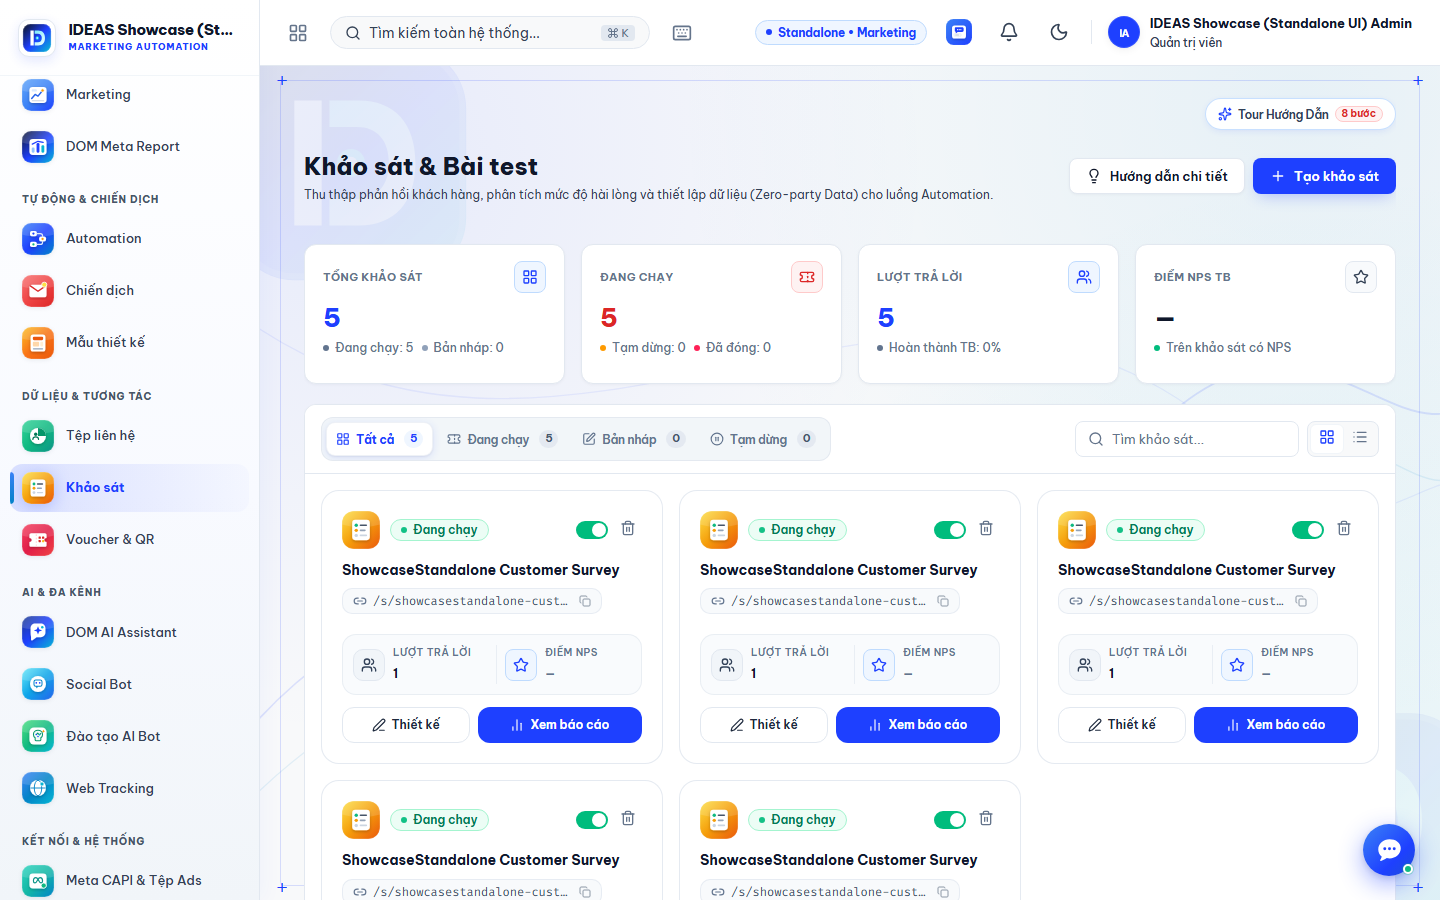 IDEAS Showcase (St...
MARKETING AUTOMATION
Marketing
DOM Meta Report
TỰ ĐỘNG & CHIẾN DỊCH
Automation
Chiến dịch
Mẫu thiết kế
DỮ LIỆU & TƯƠNG TÁC
Tệp liên hệ
Khảo sát
Voucher & QR
AI & ĐA KÊNH
DOM AI Assistant
Social Bot
Đào tạo AI Bot
Web Tracking
KẾT NỐI & HỆ THỐNG
Meta CAPI & Tệp Ads
Tìm kiếm toàn hệ thống...
⌘ K
Standalone • Marketing
IA
IDEAS Showcase (Standalone UI) Admin
Quản trị viên
Tour Hướng Dẫn 8 bước
Khảo sát & Bài test
Thu thập phản hồi khách hàng, phân tích mức độ hài lòng và thiết lập dữ liệu (Zero-party Data) cho luồng Automation.
Hướng dẫn chi tiết
Tạo khảo sát
TỔNG KHẢO SÁT
5
Đang chạy: 5 Bản nháp: 0
ĐANG CHẠY
5
Tạm dừng: 0 Đã đóng: 0
LƯỢT TRẢ LỜI
5
Hoàn thành TB: 0%
ĐIỂM NPS TB
—
Trên khảo sát có NPS
Tất cả 5
Đang chạy 5
Bản nháp 0
Tạm dừng 0
Tìm khảo sát...
Đang chạy
ShowcaseStandalone Customer Survey
/s/showcasestandalone-cust…
LƯỢT TRẢ LỜI
1
ĐIỂM NPS
—
Thiết kế
Xem báo cáo
Đang chạy
ShowcaseStandalone Customer Survey
/s/showcasestandalone-cust…
LƯỢT TRẢ LỜI
1
ĐIỂM NPS
—
Thiết kế
Xem báo cáo
Đang chạy
ShowcaseStandalone Customer Survey
/s/showcasestandalone-cust…
LƯỢT TRẢ LỜI
1
ĐIỂM NPS
—
Thiết kế
Xem báo cáo
Đang chạy
ShowcaseStandalone Customer Survey
/s/showcasestandalone-cust…
Đang chạy
ShowcaseStandalone Customer Survey
/s/showcasestandalone-cust…